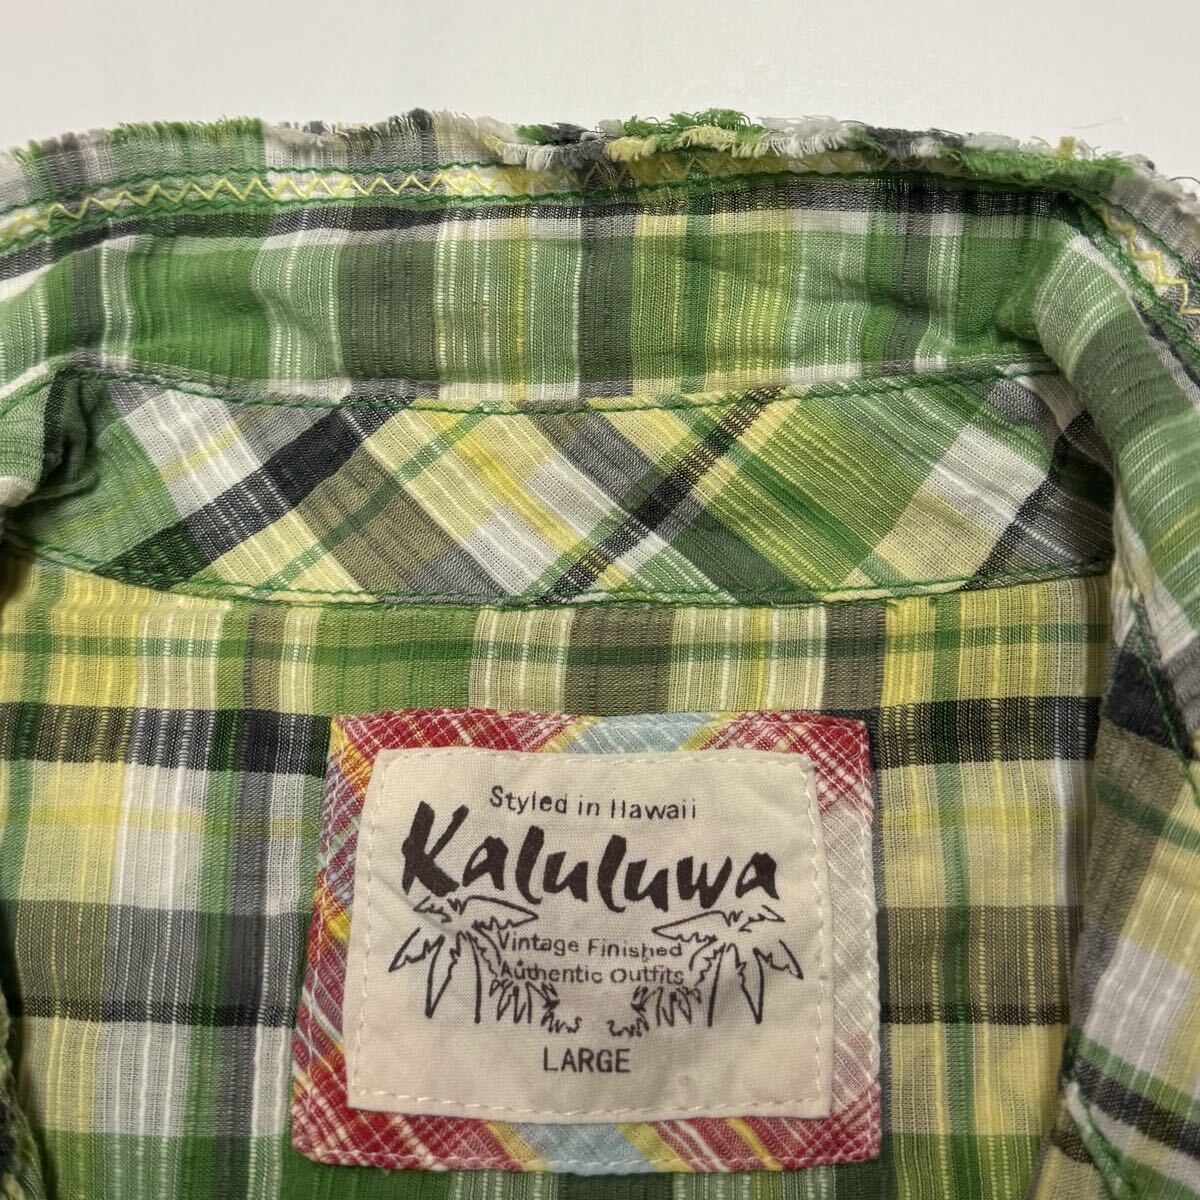 Styled in Hawaii
Kaluluwa
Vintage Finished
Authentic Outfits
LARGE